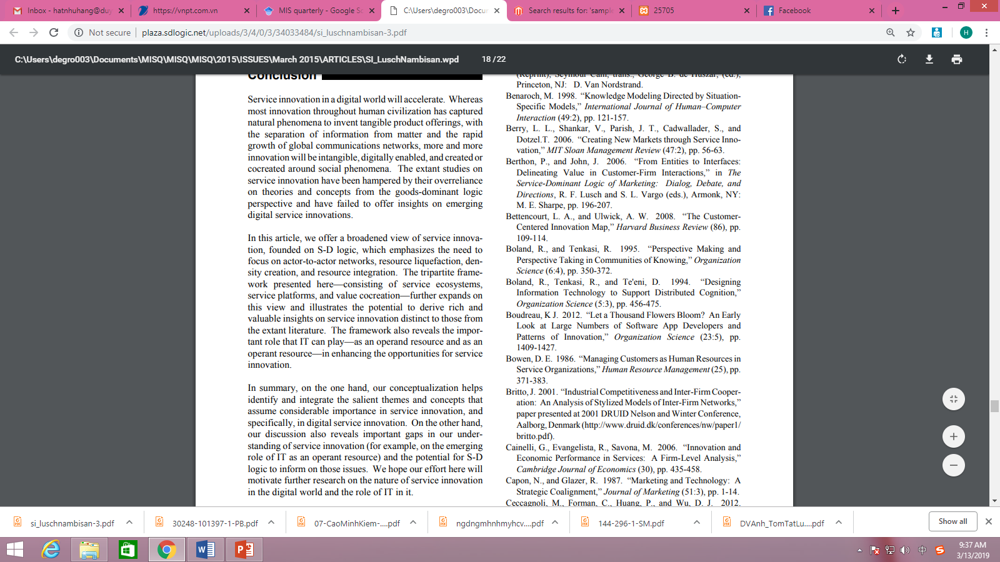 Inbox - hatnhuhang@duy
https://vnpt.com.vn
MIS quarterly - Google Sc
C:\Users\degro003\Docur
Search results for: 'sample
25705
Facebook
Not secure
plaza.sdlogic.net/uploads/3/4/0/3/34033484/si_luschnambisan-3.pdf
H
C:\Users\degro003\Documents\MISQ\MISQ\MISQ\2015\ISSUES\March 2015\ARTICLES\SI_LuschNambisan.wpd
18 / 22
Conclusion
Service innovation in a digital world will accelerate. Whereas
most innovation throughout human civilization has captured
natural phenomena to invent tangible product offerings, with
the separation of information from matter and the rapid
growth of global communications networks, more and more
innovation will be intangible, digitally enabled, and created or
cocreated around social phenomena. The extant studies on
service innovation have been hampered by their overreliance
on theories and concepts from the goods-dominant logic
perspective and have failed to offer insights on emerging
digital service innovations.
In this article, we offer a broadened view of service innova-
tion, founded on S-D logic, which emphasizes the need to
focus on actor-to-actor networks, resource liquefaction, den-
sity creation, and resource integration. The tripartite frame-
work presented here—consisting of service ecosystems,
service platforms, and value cocreation—further expands on
this view and illustrates the potential to derive rich and
valuable insights on service innovation distinct to those from
the extant literature. The framework also reveals the impor-
tant role that IT can play—as an operand resource and as an
operant resource—in enhancing the opportunities for service
innovation.
In summary, on the one hand, our conceptualization helps
identify and integrate the salient themes and concepts that
assume considerable importance in service innovation, and
specifically, in digital service innovation. On the other hand,
our discussion also reveals important gaps in our under-
standing of service innovation (for example, on the emerging
role of IT as an operant resource) and the potential for S-D
logic to inform on those issues. We hope our effort here will
motivate further research on the nature of service innovation
in the digital world and the role of IT in it.
(Reprint), Seymour Cain, trans., George B. de Huszar, (ed.),
Princeton, NJ: D. Van Nordstrand.
Benaroch, M. 1998. “Knowledge Modeling Directed by Situation-
Specific Models,” International Journal of Human–Computer
Interaction (49:2), pp. 121-157.
Berry, L. L., Shankar, V., Parish, J. T., Cadwallader, S., and
Dotzel.T. 2006. “Creating New Markets through Service Inno-
vation,” MIT Sloan Management Review (47:2), pp. 56-63.
Berthon, P., and John, J. 2006. “From Entities to Interfaces:
Delineating Value in Customer-Firm Interactions,” in The
Service-Dominant Logic of Marketing: Dialog, Debate, and
Directions, R. F. Lusch and S. L. Vargo (eds.), Armonk, NY:
M. E. Sharpe, pp. 196-207.
Bettencourt, L. A., and Ulwick, A. W. 2008. “The Customer-
Centered Innovation Map,” Harvard Business Review (86), pp.
109-114.
Boland, R., and Tenkasi, R. 1995. “Perspective Making and
Perspective Taking in Communities of Knowing,” Organization
Science (6:4), pp. 350-372.
Boland, R., Tenkasi, R., and Te'eni, D. 1994. “Designing
Information Technology to Support Distributed Cognition,”
Organization Science (5:3), pp. 456-475.
Boudreau, K J. 2012. “Let a Thousand Flowers Bloom? An Early
Look at Large Numbers of Software App Developers and
Patterns of Innovation,” Organization Science (23:5), pp.
1409-1427.
Bowen, D. E. 1986. “Managing Customers as Human Resources in
Service Organizations,” Human Resource Management (25), pp.
371-383.
Britto, J. 2001. “Industrial Competitiveness and Inter-Firm Cooper-
ation: An Analysis of Stylized Models of Inter-Firm Networks,”
paper presented at 2001 DRUID Nelson and Winter Conference,
Aalborg, Denmark (http://www.druid.dk/conferences/nw/paper1/
britto.pdf).
Cainelli, G., Evangelista, R., Savona, M. 2006. “Innovation and
Economic Performance in Services: A Firm-Level Analysis,”
Cambridge Journal of Economics (30), pp. 435-458.
Capon, N., and Glazer, R. 1987. “Marketing and Technology: A
Strategic Coalignment,” Journal of Marketing (51:3), pp. 1-14.
Ceccagnoli, M., Forman, C., Huang, P., and Wu, D. J. 2012.
si_luschnambisan-3.pdf
30248-101397-1-PB.pdf
07-CaoMinhKiem-....pdf
ngdngmhnhmyhcv....pdf
144-296-1-SM.pdf
DVAnh_TomTatLu....pdf
Show all
中
9:37 AM
3/13/2019